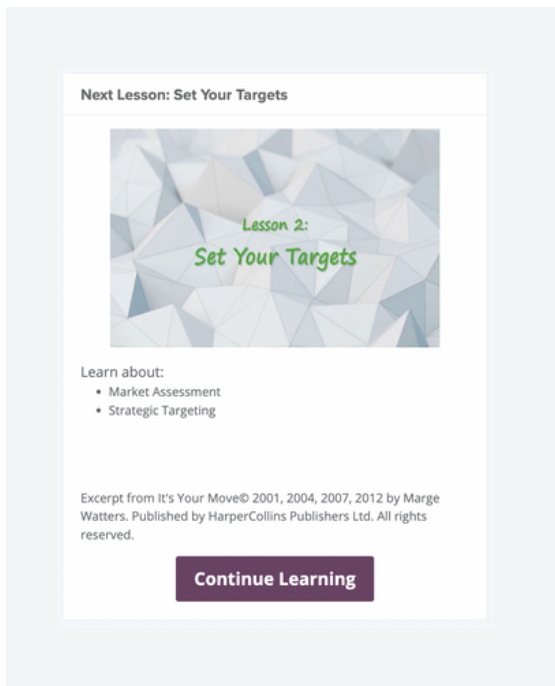 Next Lesson: Set Your Targets
Lesson 2:
Set Your Targets
Learn about:
• Market Assessment
• Strategic Targeting
Excerpt from It's Your Move© 2001, 2004, 2007, 2012 by Marge
Watters. Published by HarperCollins Publishers Ltd. All rights
reserved.
Continue Learning